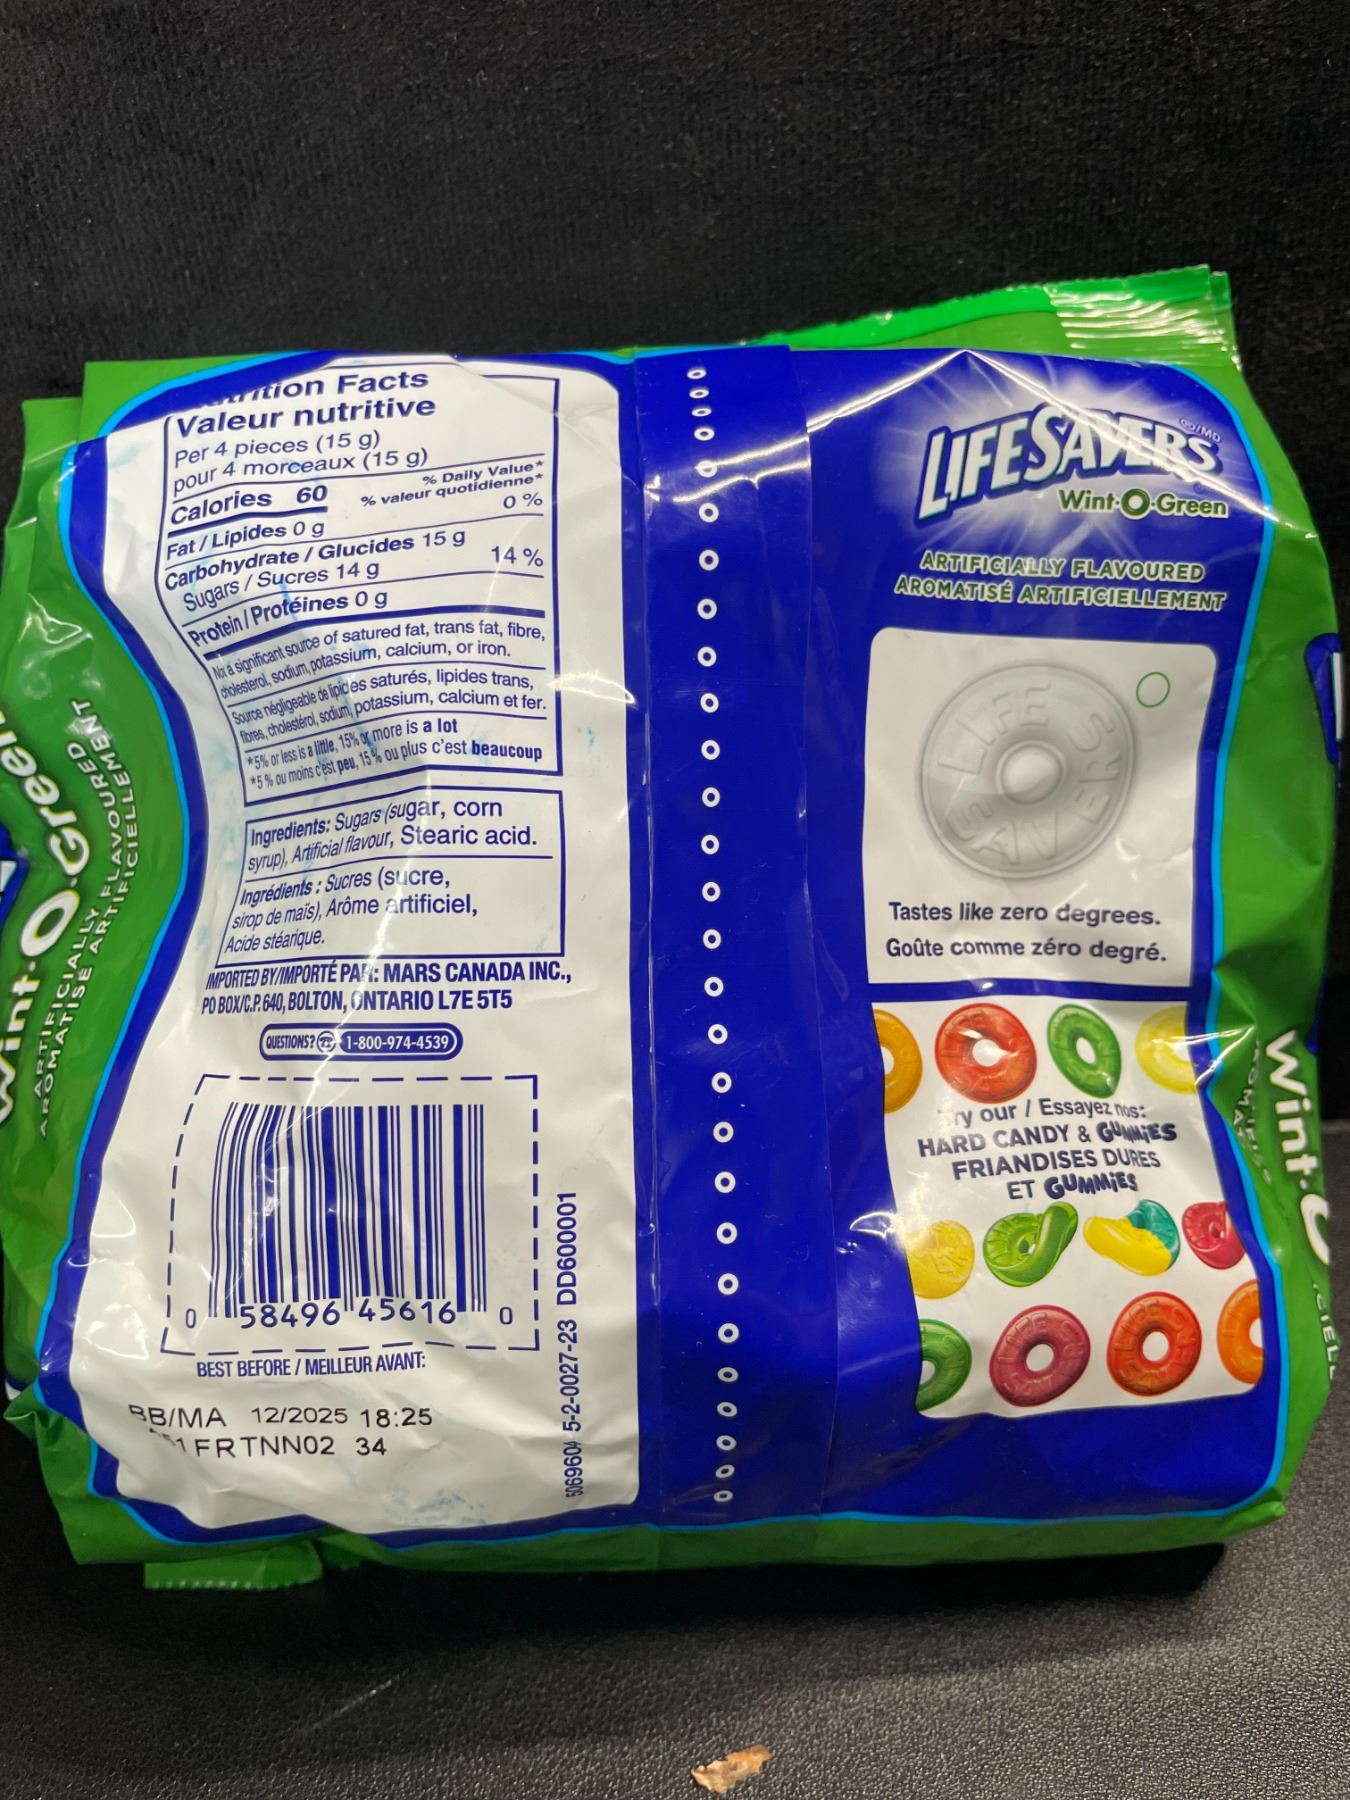 Nutrition Facts
Valeur nutritive
Per 4 pieces (15 g)
pour 4 morceaux (15 g)
Calories 60
% Daily Value*
% valeur quotidienne*
Fat / Lipides 0 g 0 %
Carbohydrate / Glucides 15 g
Sugars / Sucres 14 g 14 %
Protein / Protéines 0 g
Not a significant source of satured fat, trans fat, fibre,
cholesterol, sodium, potassium, calcium, or iron.
Source négligeable de lipides saturés, lipides trans,
fibres, cholestérol, sodium, potassium, calcium et fer.
*5% or less is a little, 15% or more is a lot
*5 % ou moins c'est peu, 15 % ou plus c'est beaucoup
Ingredients: Sugars (sugar, corn
syrup), Artificial flavour, Stearic acid.
Ingrédients : Sucres (sucre,
sirop de maïs), Arôme artificiel,
Acide stéarique.
IMPORTED BY/IMPORTÉ PAR: MARS CANADA INC.,
PO BOX/C.P. 640, BOLTON, ONTARIO L7E 5T5
QUESTIONS? 1-800-974-4539
0 58496 45616 0
BEST BEFORE / MEILLEUR AVANT:
BB/MA 12/2025 18:25
FRTNN02 34
5-2-0027-23 DD600001
LIFE SAVERS
®/MD
Wint-O-Green
ARTIFICIALLY FLAVOURED
AROMATISÉ ARTIFICIELLEMENT
LIFE SAVERS
Tastes like zero degrees.
Goûte comme zéro degré.
Try our / Essayez nos:
HARD CANDY & GUMMIES
FRIANDISES DURES
ET GUMMIES
Wint-O-Green
ARTIFICIALLY FLAVOURED
AROMATISÉ ARTIFICIELLEMENT